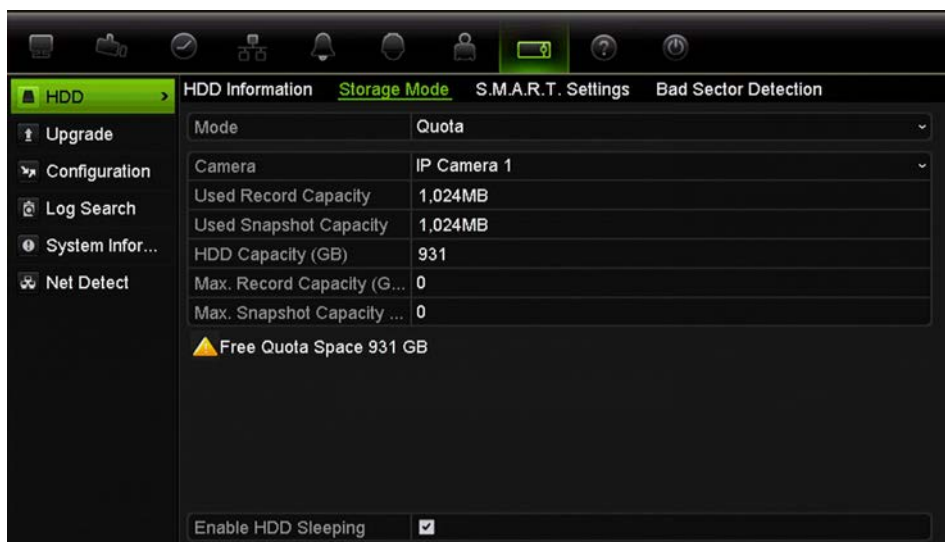 HDD Information Storage Mode S.M.A.R.T. Settings Bad Sector Detection
HDD
Upgrade
Configuration
Log Search
System Infor...
Net Detect
Mode Quota
Camera IP Camera 1
Used Record Capacity 1,024MB
Used Snapshot Capacity 1,024MB
HDD Capacity (GB) 931
Max. Record Capacity (G... 0
Max. Snapshot Capacity ... 0
Free Quota Space 931 GB
Enable HDD Sleeping